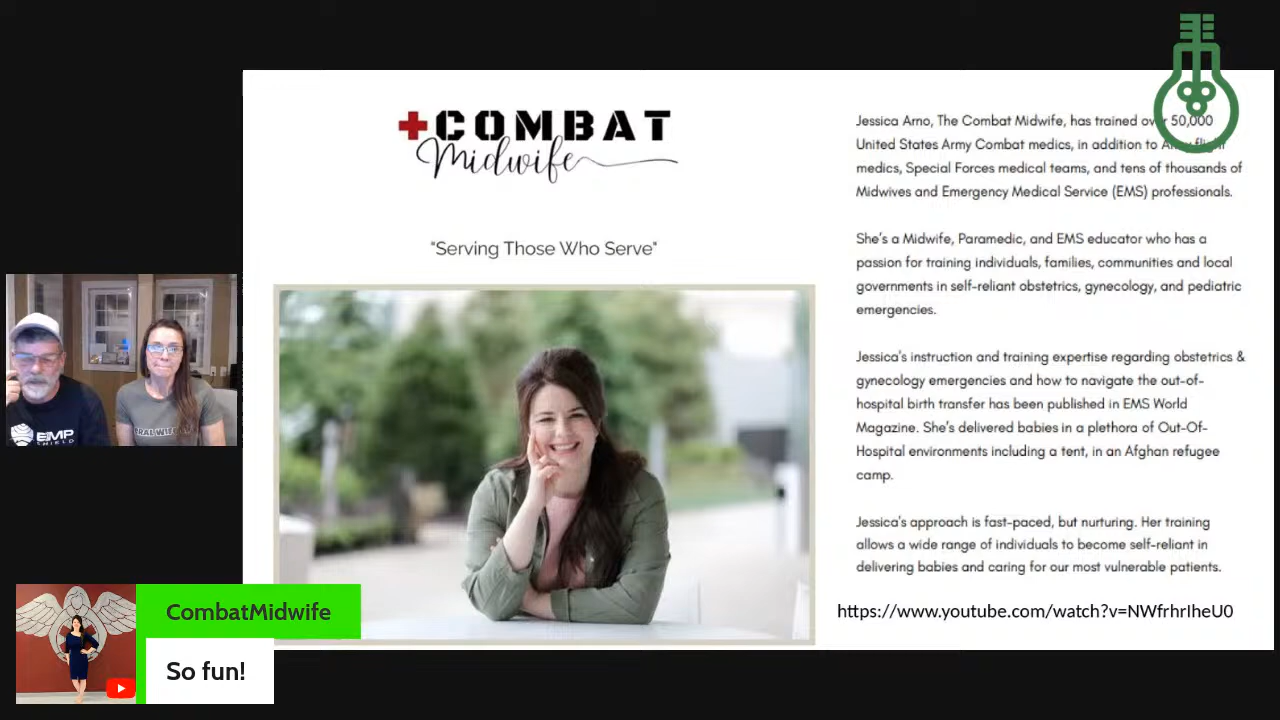 +COMBAT
Midwife
"Serving Those Who Serve"
Jessica Arno, The Combat Midwife, has trained over 50,000
United States Army Combat medics, in addition to Army flight
medics, Special Forces medical teams, and tens of thousands of
Midwives and Emergency Medical Service (EMS) professionals.
She's a Midwife, Paramedic, and EMS educator who has a
passion for training individuals, families, communities and local
governments in self-reliant obstetrics, gynecology, and pediatric
emergencies.
Jessica's instruction and training expertise regarding obstetrics &
gynecology emergencies and how to navigate the out-of-
hospital birth transfer has been published in EMS World
Magazine. She's delivered babies in a plethora of Out-Of-
Hospital environments including a tent, in an Afghan refugee
camp.
Jessica's approach is fast-paced, but nurturing. Her training
allows a wide range of individuals to become self-reliant in
delivering babies and caring for our most vulnerable patients.
https://www.youtube.com/watch?v=NWfrhrIheU0
EMP
SHIELD
CombatMidwife
So fun!